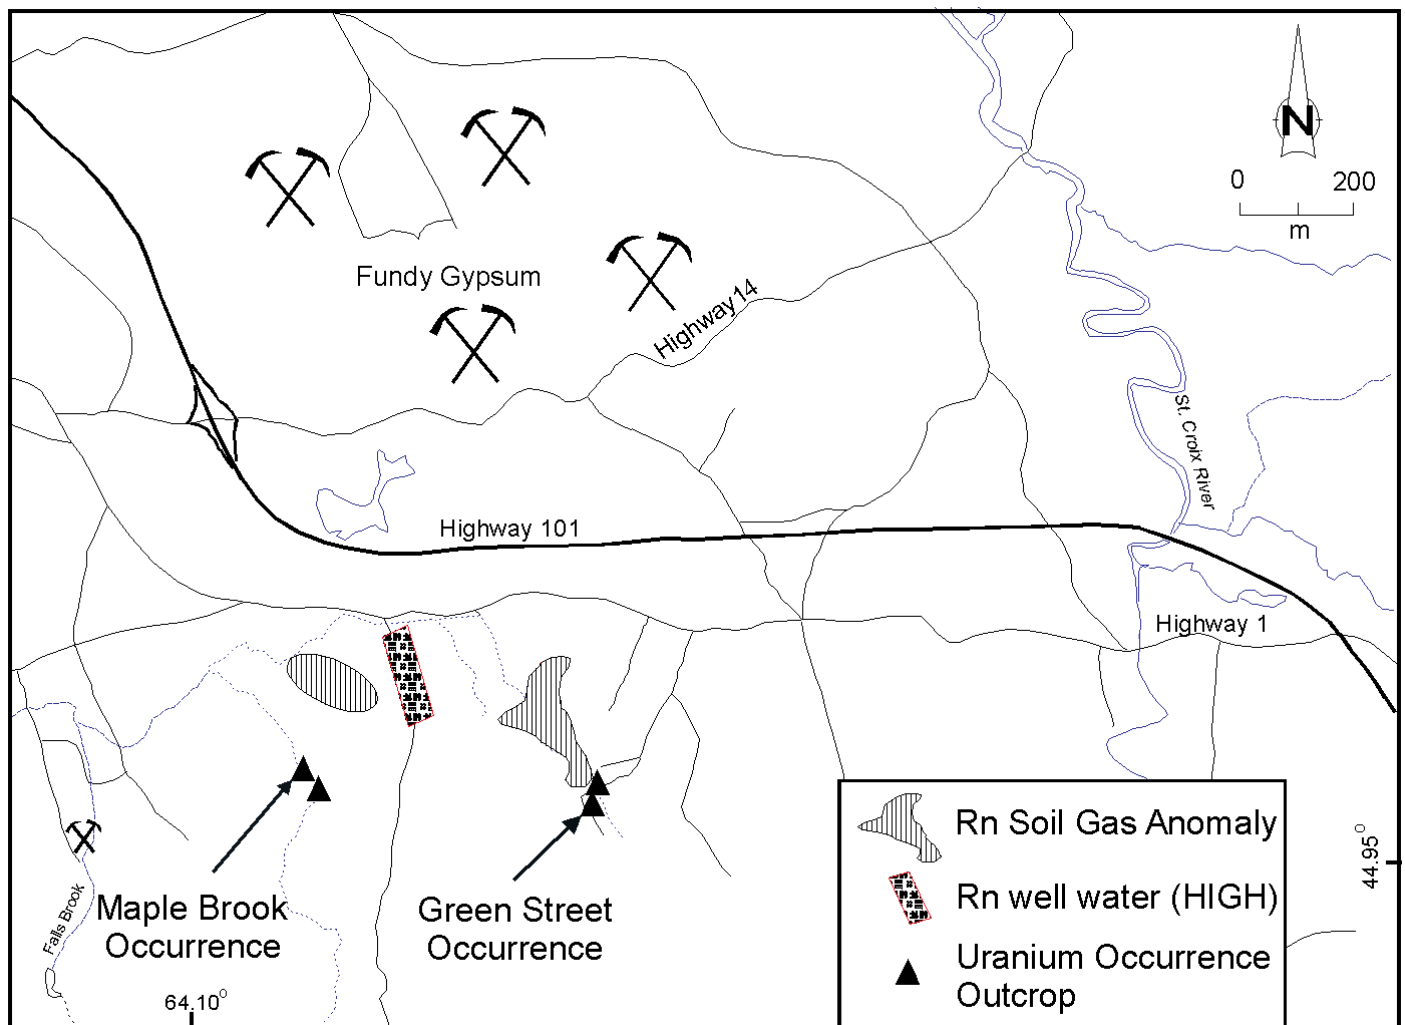 N
0 200
m
Fundy Gypsum
Highway 14
St. Croix River
Highway 101
Highway 1
Rn Soil Gas Anomaly
44.95°
Rn well water (HIGH)
Maple Brook
Occurrence
Green Street
Occurrence
Falls Brook
Uranium Occurrence
Outcrop
64.10°